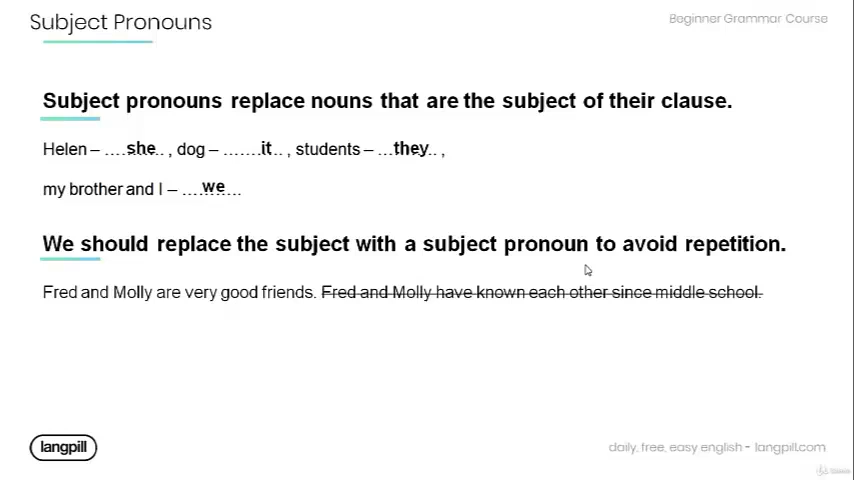 Subject Pronouns
Beginner Grammar Course
Subject pronouns replace nouns that are the subject of their clause.
Helen – ….she.. , dog – …….it.. , students – …they.. ,
my brother and I – ….we…
We should replace the subject with a subject pronoun to avoid repetition.
Fred and Molly are very good friends. Fred and Molly have known each other since middle school.
langpill
daily, free, easy english - langpill.com